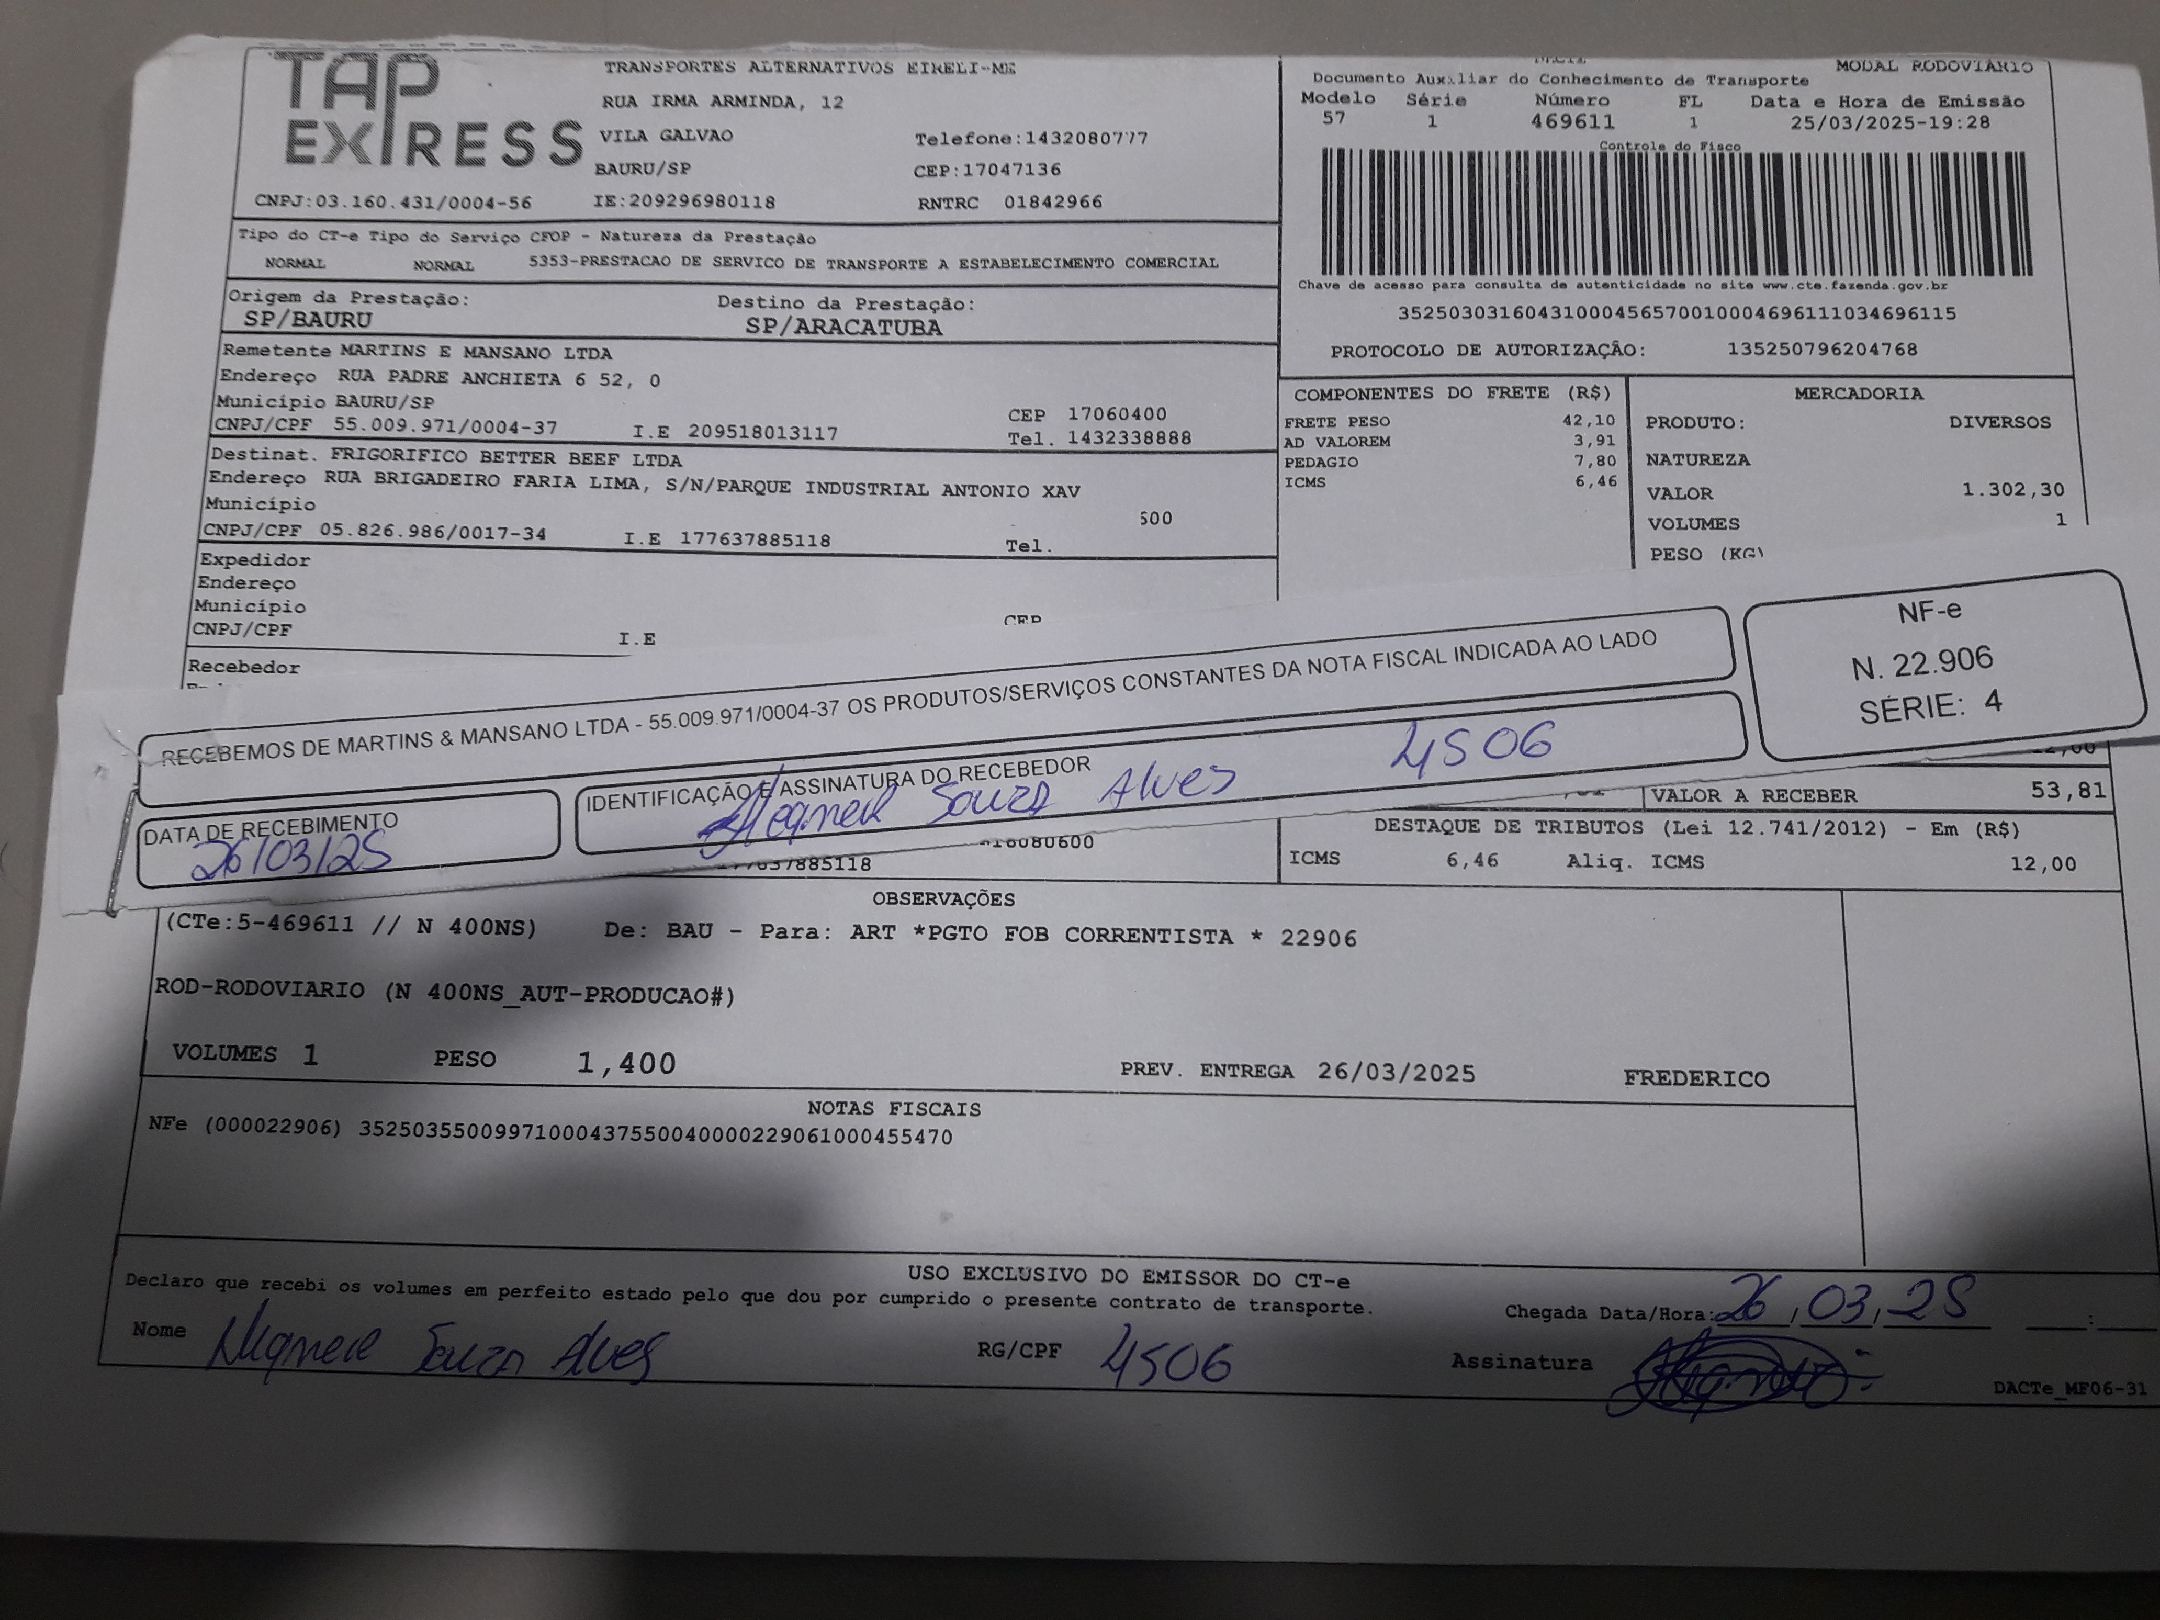 TAP
EXPRESS
TRANSPORTES ALTERNATIVOS EIRELI-ME
RUA IRMA ARMINDA, 12
VILA GALVAO Telefone:1432080777
BAURU/SP CEP:17047136
CNPJ:03.160.431/0004-56 IE:209296980118 RNTRC 01842966
MODAL RODOVIÁRIO
Documento Auxiliar do Conhecimento de Transporte
Modelo Série Número FL Data e Hora de Emissão
57 1 469611 1 25/03/2025-19:28
Controle do Fisco
Chave de acesso para consulta de autenticidade no site www.cte.fazenda.gov.br
35250303160431000456570010004696111034696115
PROTOCOLO DE AUTORIZAÇÃO: 135250796204768
Tipo do CT-e Tipo do Serviço CFOP - Natureza da Prestação
NORMAL NORMAL 5353-PRESTACAO DE SERVICO DE TRANSPORTE A ESTABELECIMENTO COMERCIAL
Origem da Prestação: Destino da Prestação:
SP/BAURU SP/ARACATUBA
Remetente MARTINS E MANSANO LTDA
Endereço RUA PADRE ANCHIETA 6 52, 0
Município BAURU/SP CEP 17060400
CNPJ/CPF 55.009.971/0004-37 I.E 209518013117 Tel. 1432338888
Destinat. FRIGORIFICO BETTER BEEF LTDA
Endereço RUA BRIGADEIRO FARIA LIMA, S/N/PARQUE INDUSTRIAL ANTONIO XAV
Município 500
CNPJ/CPF 05.826.986/0017-34 I.E 177637885118 Tel.
Expedidor
Endereço
Município CEP
CNPJ/CPF I.E
Recebedor
COMPONENTES DO FRETE (R$)
FRETE PESO 42,10
AD VALOREM 3,91
PEDAGIO 7,80
ICMS 6,46
MERCADORIA
PRODUTO: DIVERSOS
NATUREZA
VALOR 1.302,30
VOLUMES 1
PESO (KG)
RECEBEMOS DE MARTINS & MANSANO LTDA - 55.009.971/0004-37 OS PRODUTOS/SERVIÇOS CONSTANTES DA NOTA FISCAL INDICADA AO LADO
DATA DE RECEBIMENTO
26/03/25
IDENTIFICAÇÃO E ASSINATURA DO RECEBEDOR
Souza Alves 4506
NF-e
N. 22.906
SÉRIE: 4
VALOR A RECEBER 53,81
DESTAQUE DE TRIBUTOS (Lei 12.741/2012) - Em (R$)
ICMS 6,46 Aliq. ICMS 12,00
16080600
177637885118
OBSERVAÇÕES
(CTe:5-469611 // N 400NS) De: BAU - Para: ART *PGTO FOB CORRENTISTA * 22906
ROD-RODOVIARIO (N 400NS_AUT-PRODUCAO#)
VOLUMES 1 PESO 1,400 PREV. ENTREGA 26/03/2025 FREDERICO
NOTAS FISCAIS
NFe (000022906) 35250355009971000437550040000229061000455470
USO EXCLUSIVO DO EMISSOR DO CT-e
Declaro que recebi os volumes em perfeito estado pelo que dou por cumprido o presente contrato de transporte.
Chegada Data/Hora: 26,03,25 :
Nome Souza Alves RG/CPF 4506 Assinatura
DACTe_MF06-31